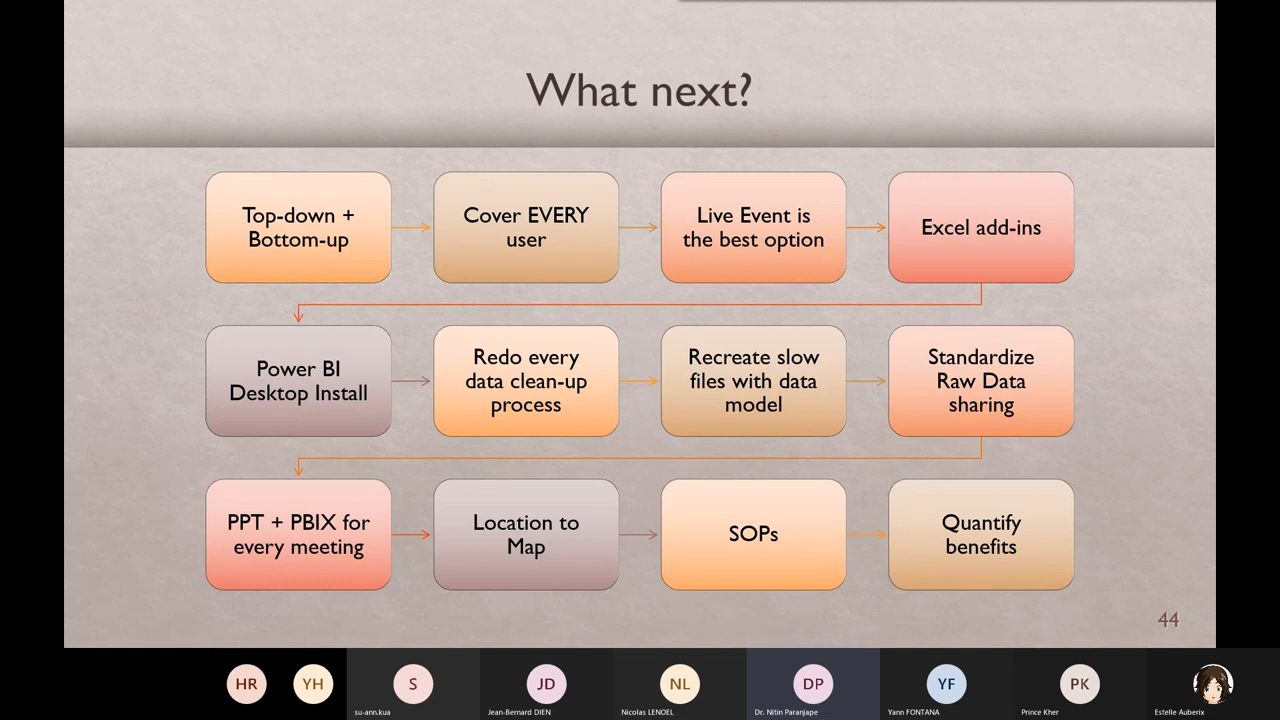 What next?
Top-down +
Bottom-up
Cover EVERY
user
Live Event is
the best option
Excel add-ins
Power BI
Desktop Install
Redo every
data clean-up
process
Recreate slow
files with data
model
Standardize
Raw Data
sharing
PPT + PBIX for
every meeting
Location to
Map
SOPs
Quantify
benefits
44
HR
YH
S
su-ann.kua
JD
Jean-Bernard DIEN
NL
Nicolas LENOEL
DP
Dr. Nitin Paranjape
YF
Yann FONTANA
PK
Prince Kher
Estelle Auberix